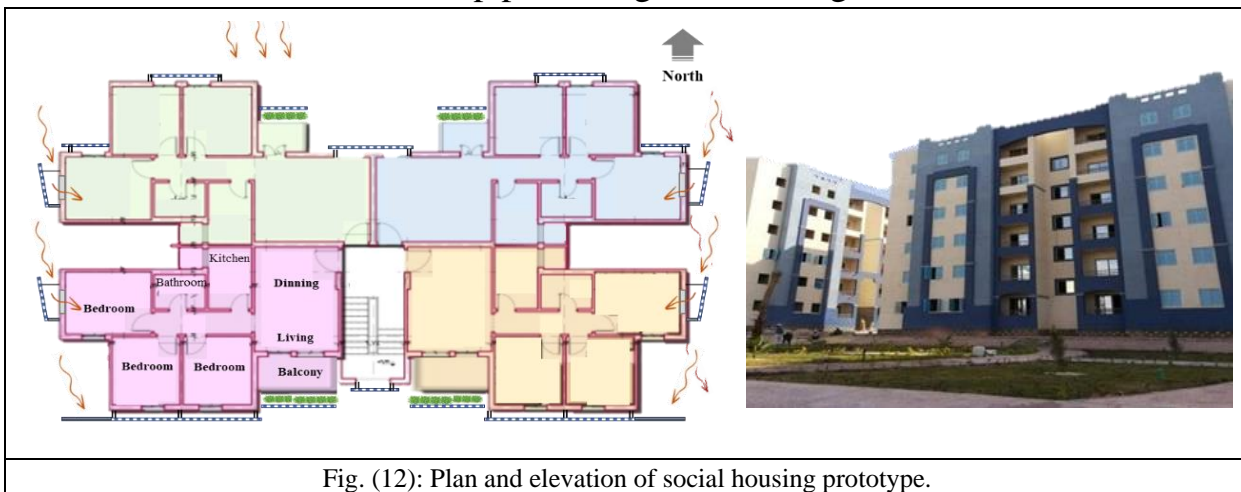 North
Kitchen
Bathroom
Dinning
Bedroom
Living
Bedroom
Bedroom
Balcony
Fig. (12): Plan and elevation of social housing prototype.